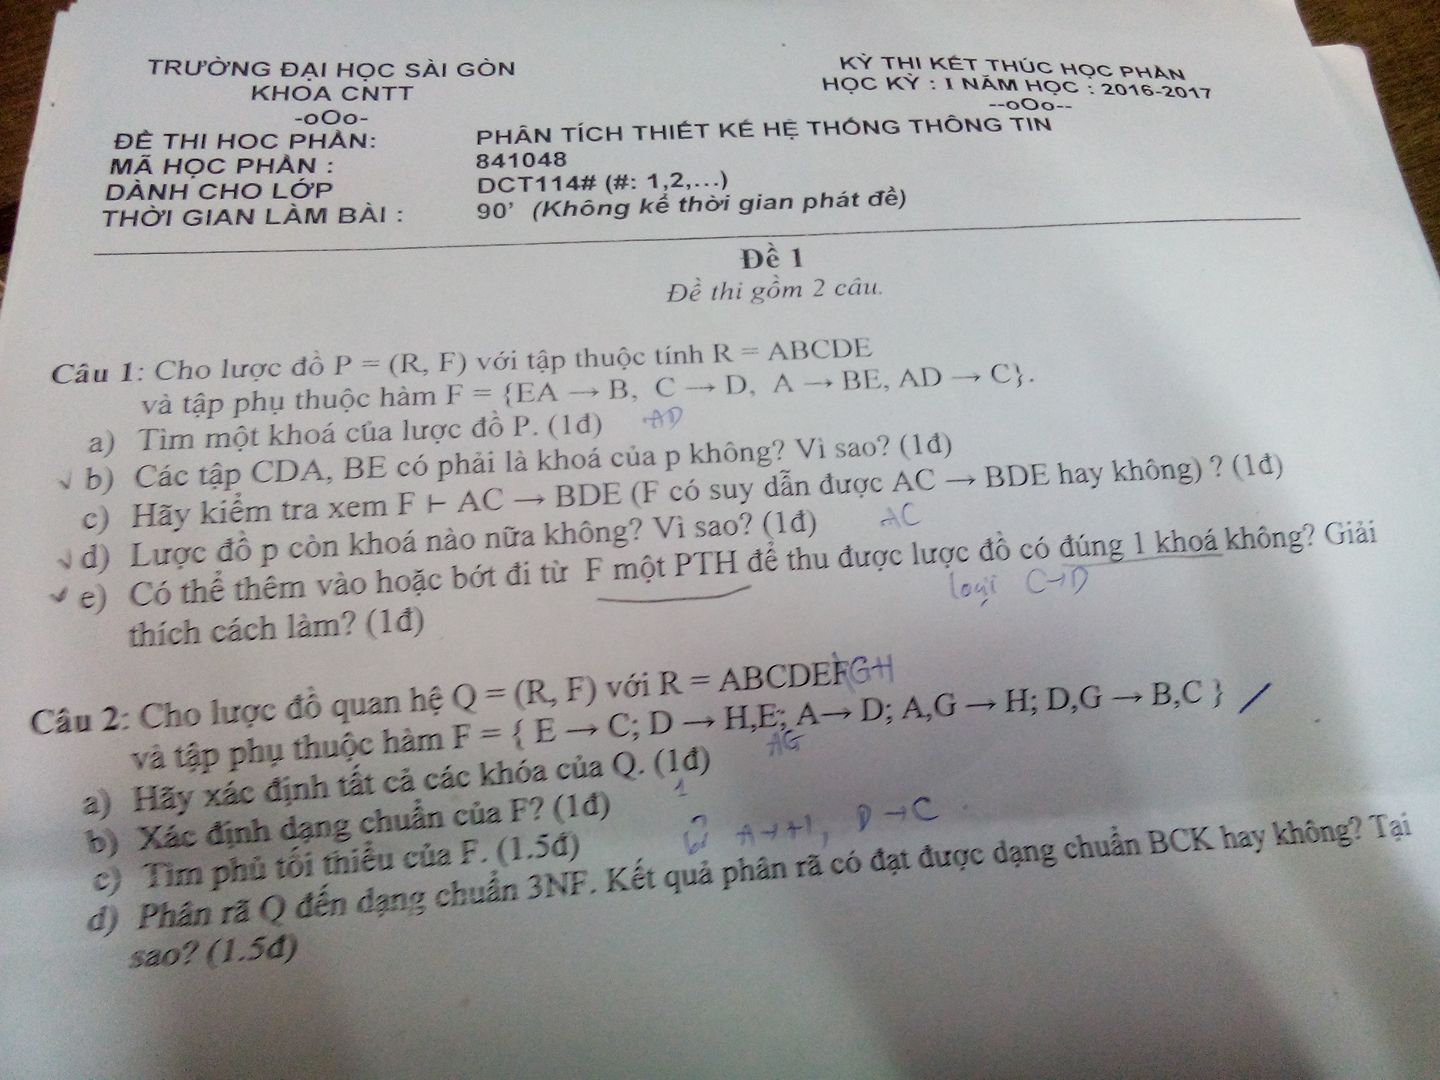 TRƯỜNG ĐẠI HỌC SÀI GÒN
KHOA CNTT
-oOo-
KỲ THI KẾT THÚC HỌC PHẦN
HỌC KỲ : I NĂM HỌC : 2016-2017
--oOo--
ĐỀ THI HOC PHẦN: PHÂN TÍCH THIẾT KẾ HỆ THỐNG THÔNG TIN
MÃ HỌC PHẦN : 841048
DÀNH CHO LỚP DCT114# (#: 1,2,...)
THỜI GIAN LÀM BÀI : 90' (Không kể thời gian phát đề)
Đề 1
Đề thi gồm 2 câu.
Câu 1: Cho lược đồ P = (R, F) với tập thuộc tính R = ABCDE
và tập phụ thuộc hàm F = {EA → B, C → D, A → BE, AD → C}.
a) Tìm một khoá của lược đồ P. (1đ) AD
b) Các tập CDA, BE có phải là khoá của p không? Vì sao? (1đ)
c) Hãy kiểm tra xem F ⊢ AC → BDE (F có suy dẫn được AC → BDE hay không) ? (1đ)
d) Lược đồ p còn khoá nào nữa không? Vì sao? (1đ) AC
e) Có thể thêm vào hoặc bớt đi từ F một PTH để thu được lược đồ có đúng 1 khoá không? Giải
thích cách làm? (1đ) loại C→D
Câu 2: Cho lược đồ quan hệ Q = (R, F) với R = ABCDEFGH
và tập phụ thuộc hàm F = { E → C; D → H,E; A→ D; A,G → H; D,G → B,C }
a) Hãy xác định tất cả các khóa của Q. (1đ) AG
b) Xác định dạng chuẩn của F? (1đ) 1
c) Tìm phủ tối thiểu của F. (1.5đ) A→H, D→C
d) Phân rã Q đến dạng chuẩn 3NF. Kết quả phân rã có đạt được dạng chuẩn BCK hay không? Tại
sao? (1.5đ)